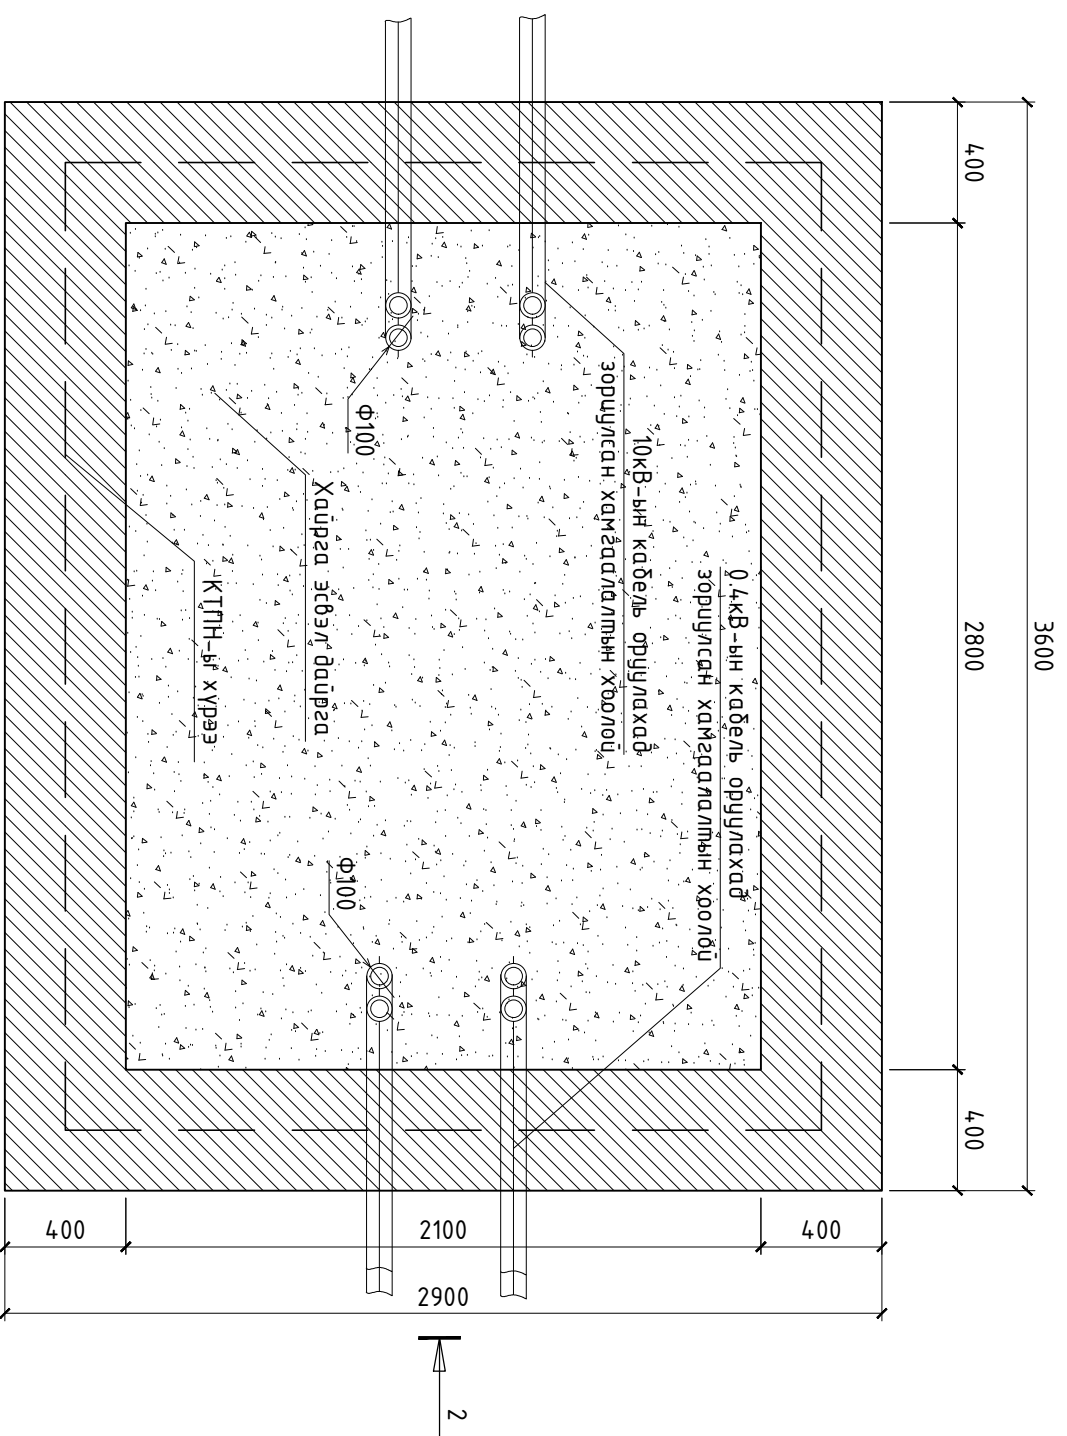 3600
400
2800
400
0.4кВ-ын кабель оруулахад
зориулсан хамгаалалтын хоолой
10кВ-ын кабель оруулахад
зориулсан хамгаалалтын хоолой
Ф100
Ф100
Хайрга эсвэл байрга
КТПН-ы хүрээ
400
2100
400
2900
2